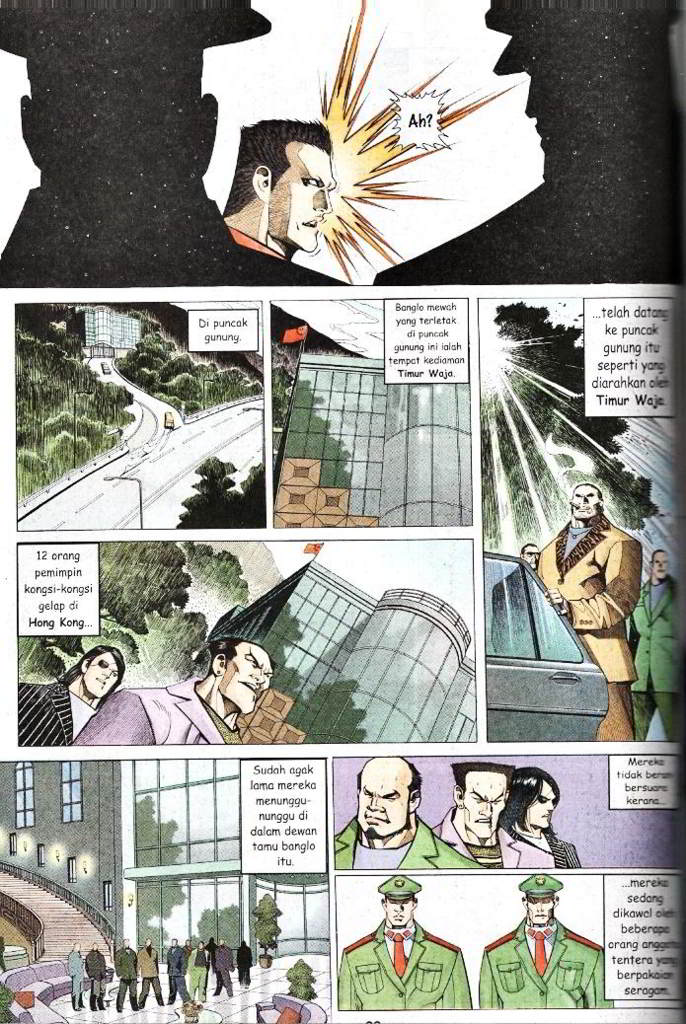 Ah?
Di puncak
gunung.
Banglo mewah
yang terletak
di puncak
gunung ini ialah
tempat kediaman
Timur Waja.
12 orang
pemimpin
kongsi-kongsi
gelap di
Hong Kong...
...telah datang
ke puncak
gunung itu
seperti yang
diarahkan oleh
Timur Waja.
Sudah agak
lama mereka
menunggu-
nunggu di
dalam dewan
tamu banglo
itu.
Mereka
tidak berani
bersuara
kerana...
...mereka
sedang
dikawal oleh
beberapa
orang anggota
tentera yang
berpakaian
seragam.